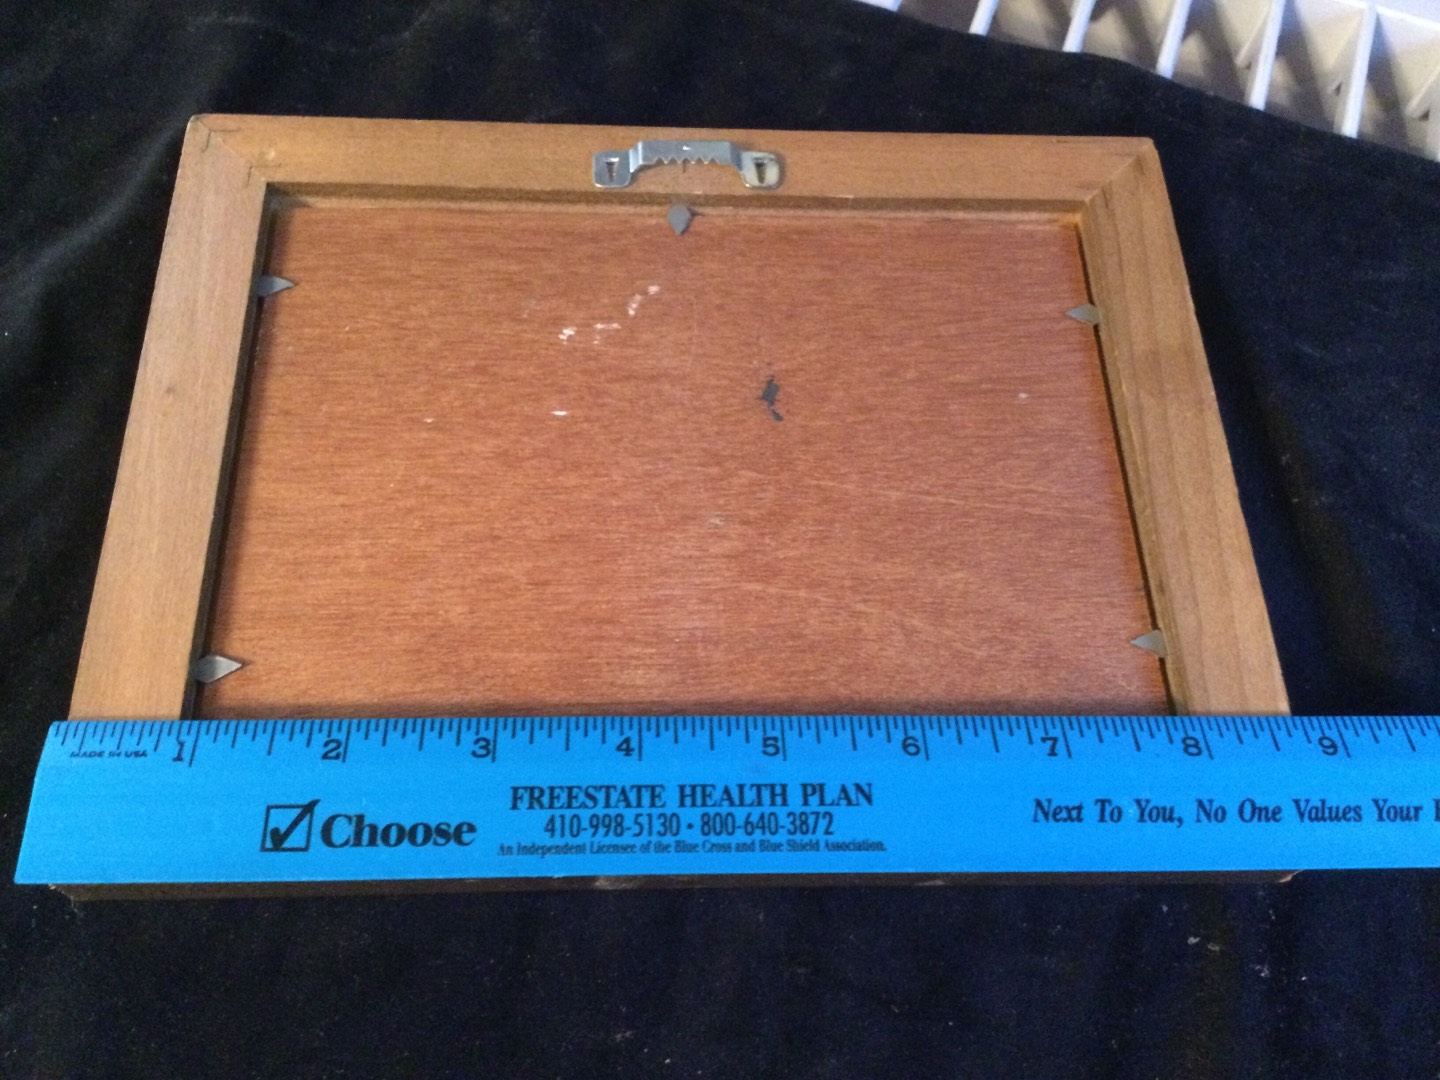 MADE IN USA 1 2 3 4 5 6 7 8 9
FREESTATE HEALTH PLAN
Choose 410-998-5130 • 800-640-3872
An Independent Licensee of the Blue Cross and Blue Shield Association.
Next To You, No One Values Your